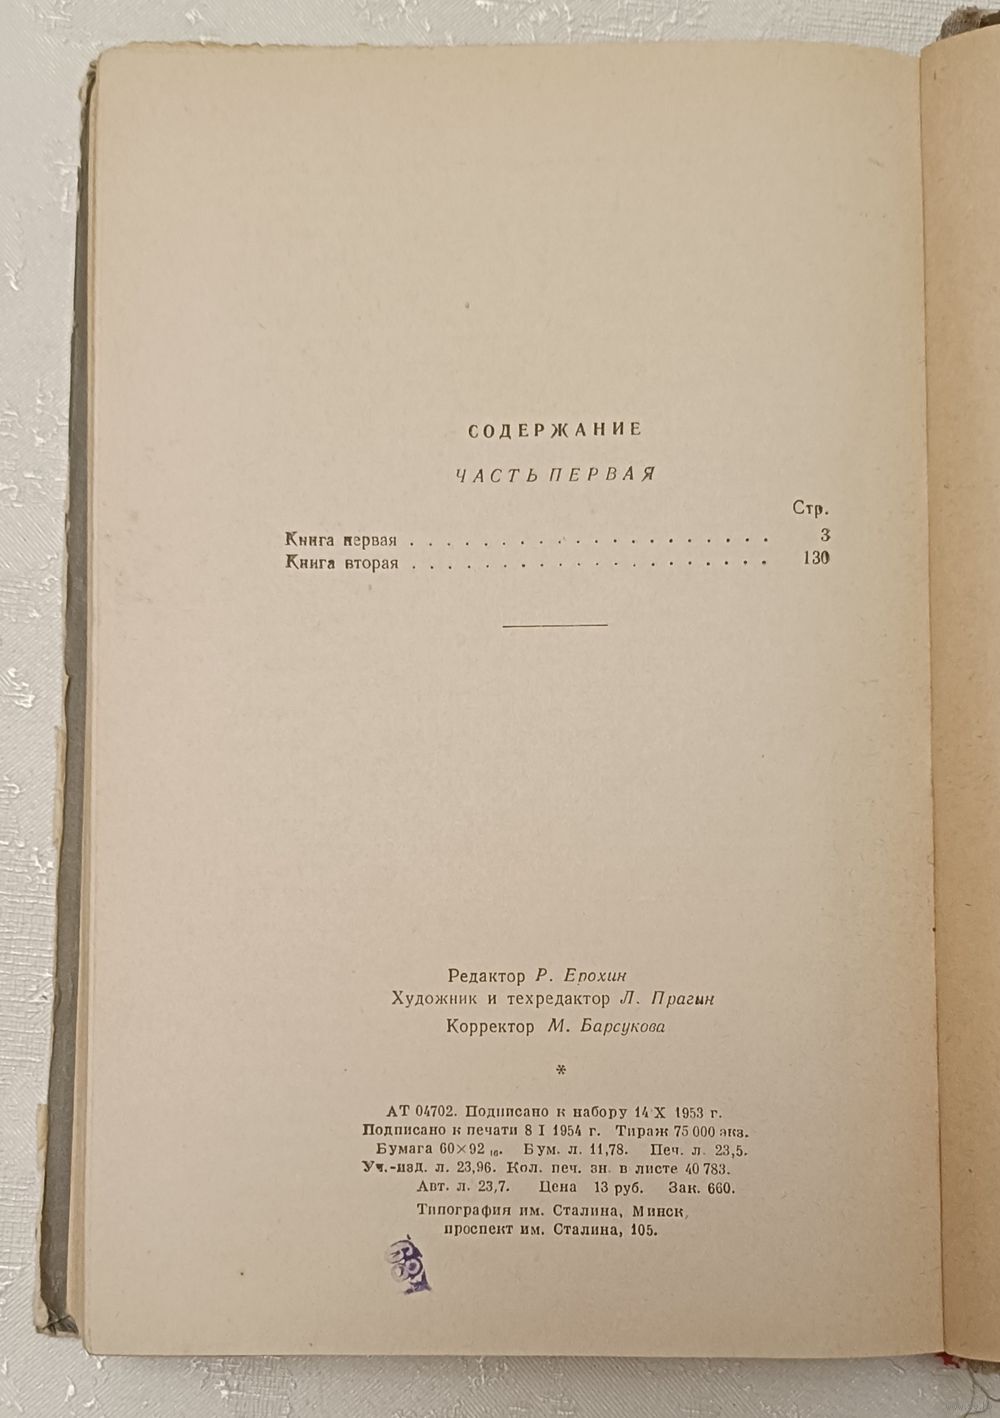 СОДЕРЖАНИЕ
ЧАСТЬ ПЕРВАЯ
Стр.
Книга первая . . . . . . . . . . . . . . . . . . . . 3
Книга вторая . . . . . . . . . . . . . . . . . . . . 130
Редактор Р. Ерохин
Художник и техредактор Л. Прагин
Корректор М. Барсукова
*
АТ 04702. Подписано к набору 14 X 1953 г.
Подписано к печати 8 I 1954 г. Тираж 75 000 экз.
Бумага 60×92 16. Бум. л. 11,78. Печ. л. 23,5.
Уч.-изд. л. 23,96. Кол. печ. зн. в листе 40 783.
Авт. л. 23,7. Цена 13 руб. Зак. 660.
Типография им. Сталина, Минск,
проспект им. Сталина, 105.